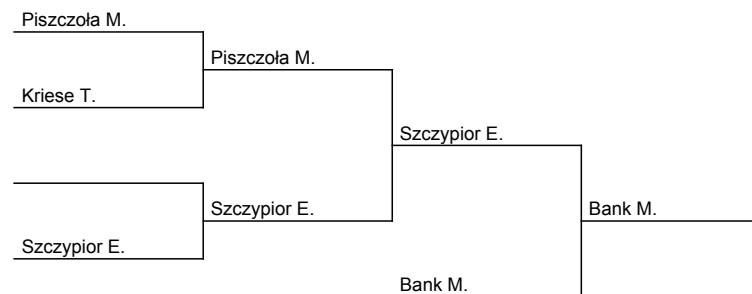 Piszczoła M.
Piszczoła M.
Kriese T.
Szczypior E.
Szczypior E.
Bank M.
Szczypior E.
Bank M.